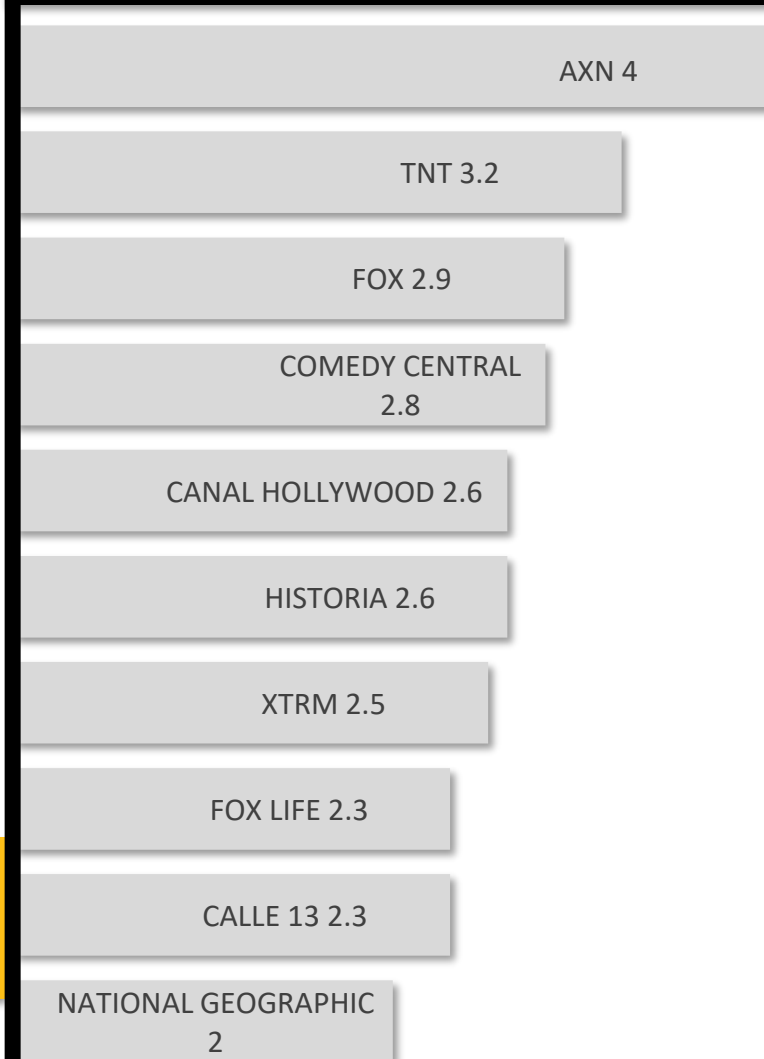 AXN 4
TNT 3.2
FOX 2.9
COMEDY CENTRAL
2.8
CANAL HOLLYWOOD 2.6
HISTORIA 2.6
XTRM 2.5
FOX LIFE 2.3
CALLE 13 2.3
NATIONAL GEOGRAPHIC
2